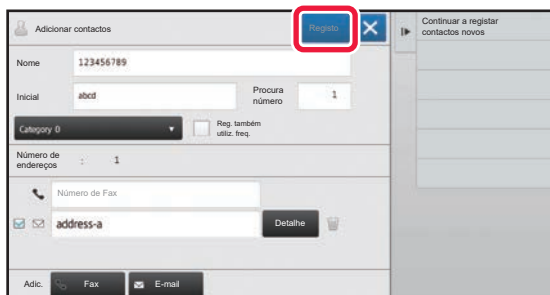 Adicionar contactos
Registo
Continuar a registar
contactos novos
Nome
123456789
Inicial
abcd
Procura
número
1
Category 0
Reg. também
utiliz. freq.
Número de
endereços
:
1
Número de Fax
address-a
Detalhe
Adic.
Fax
E-mail